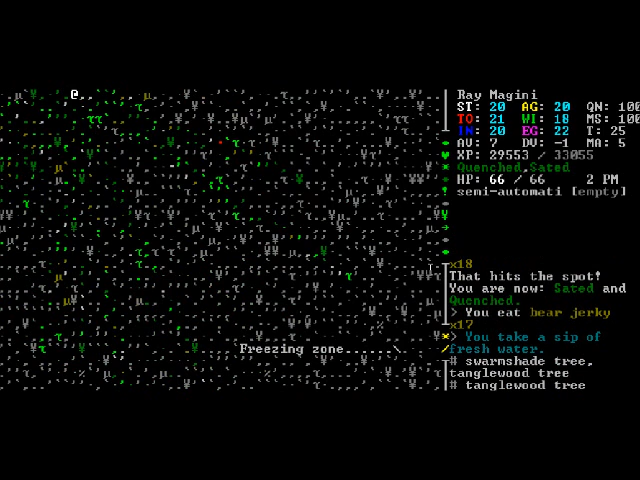 Ray Magini
ST: 20 AG: 20 QN: 100
TO: 21 WI: 18 MS: 100
IN: 20 EG: 22 T: 25
AV: 7 DV: -1 MA: 5
XP: 29553 / 33055
Quenched,Sated
HP: 66 / 66 2 PM
semi-automati [empty]
x18
That hits the spot!
You are now: Sated and
Quenched.
> You eat bear jerky
x17
> You take a sip of
fresh water.
Freezing zone......\
# swarmshade tree,
tanglewood tree
# tanglewood tree